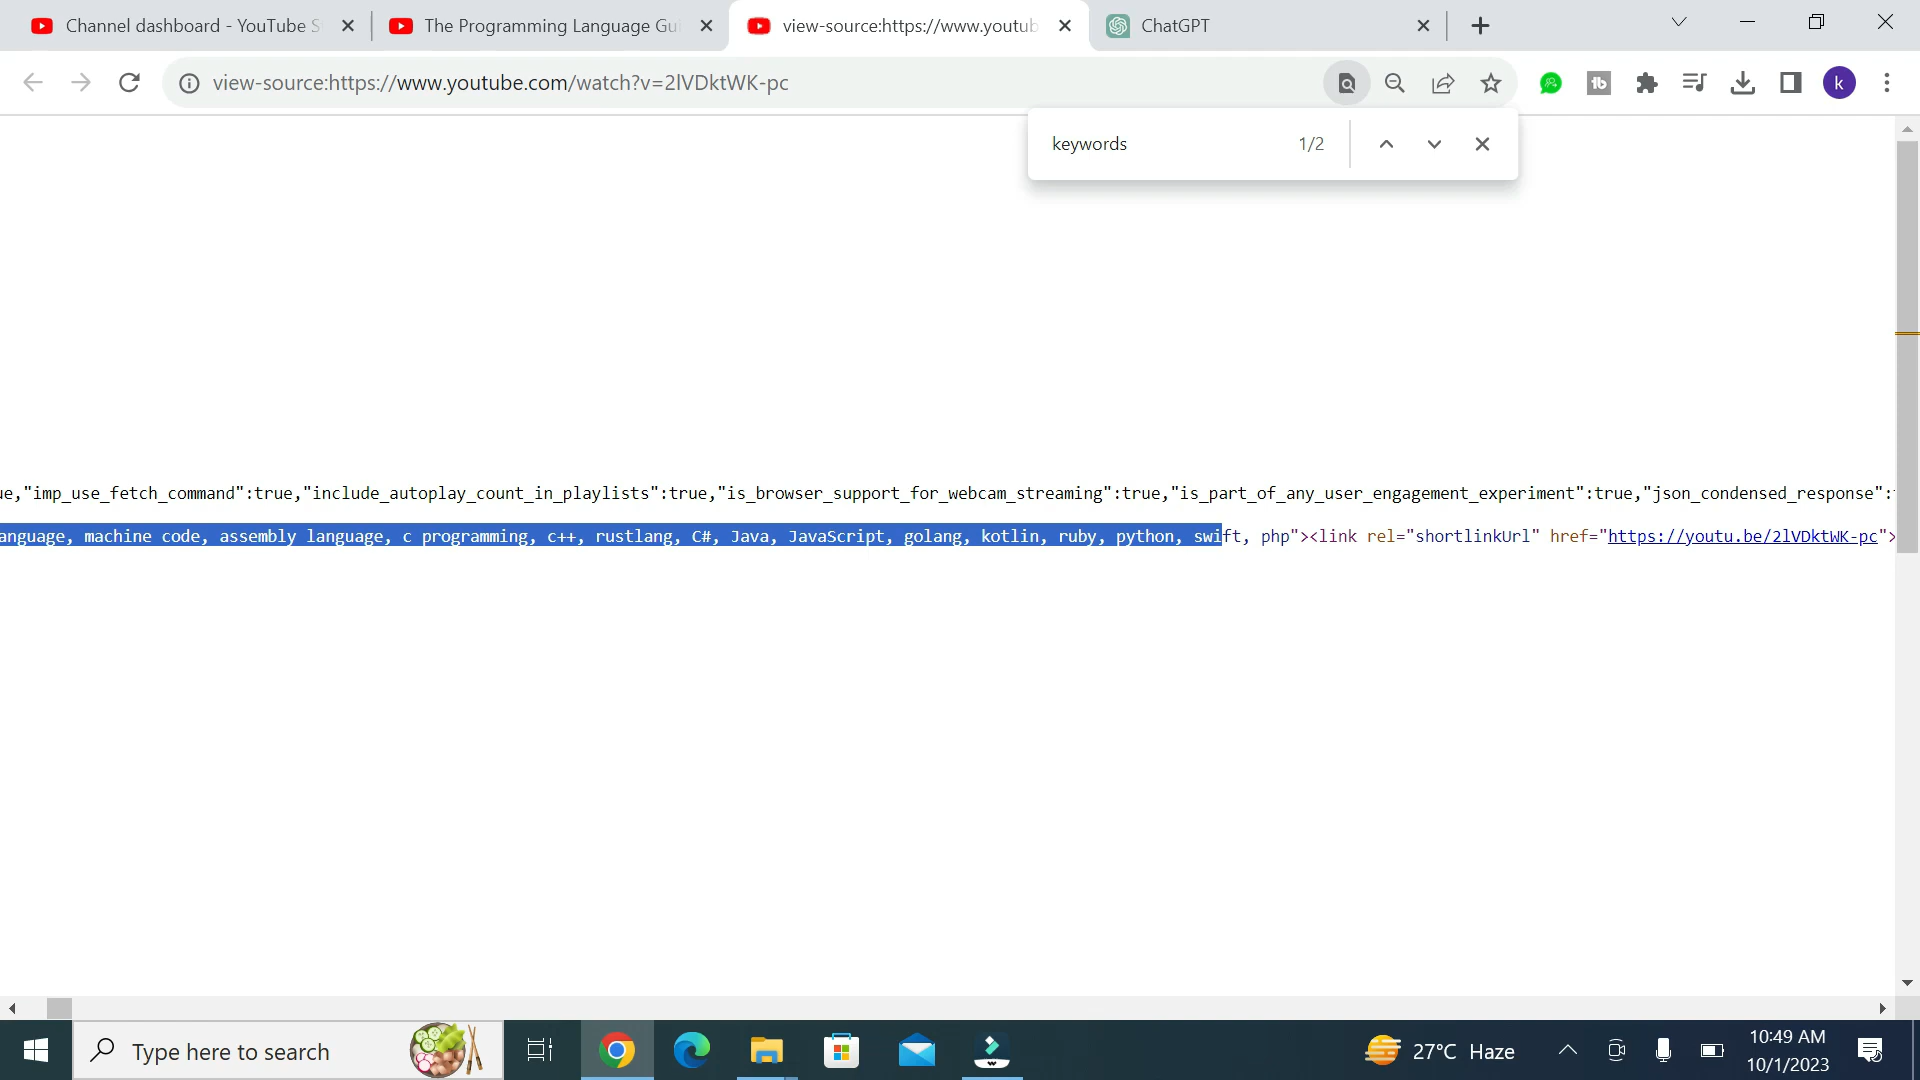 Channel dashboard - YouTube S
The Programming Language Gui
view-source:https://www.youtub
ChatGPT
view-source:https://www.youtube.com/watch?v=2lVDktWK-pc
k
keywords
1/2
ue,"imp_use_fetch_command":true,"include_autoplay_count_in_playlists":true,"is_browser_support_for_webcam_streaming":true,"is_part_of_any_user_engagement_experiment":true,"json_condensed_response":
anguage, machine code, assembly language, c programming, c++, rustlang, C#, Java, JavaScript, golang, kotlin, ruby, python, swift, php"><link rel="shortlinkUrl" href="https://youtu.be/2lVDktWK-pc">
Type here to search
27°C Haze
10:49 AM
10/1/2023